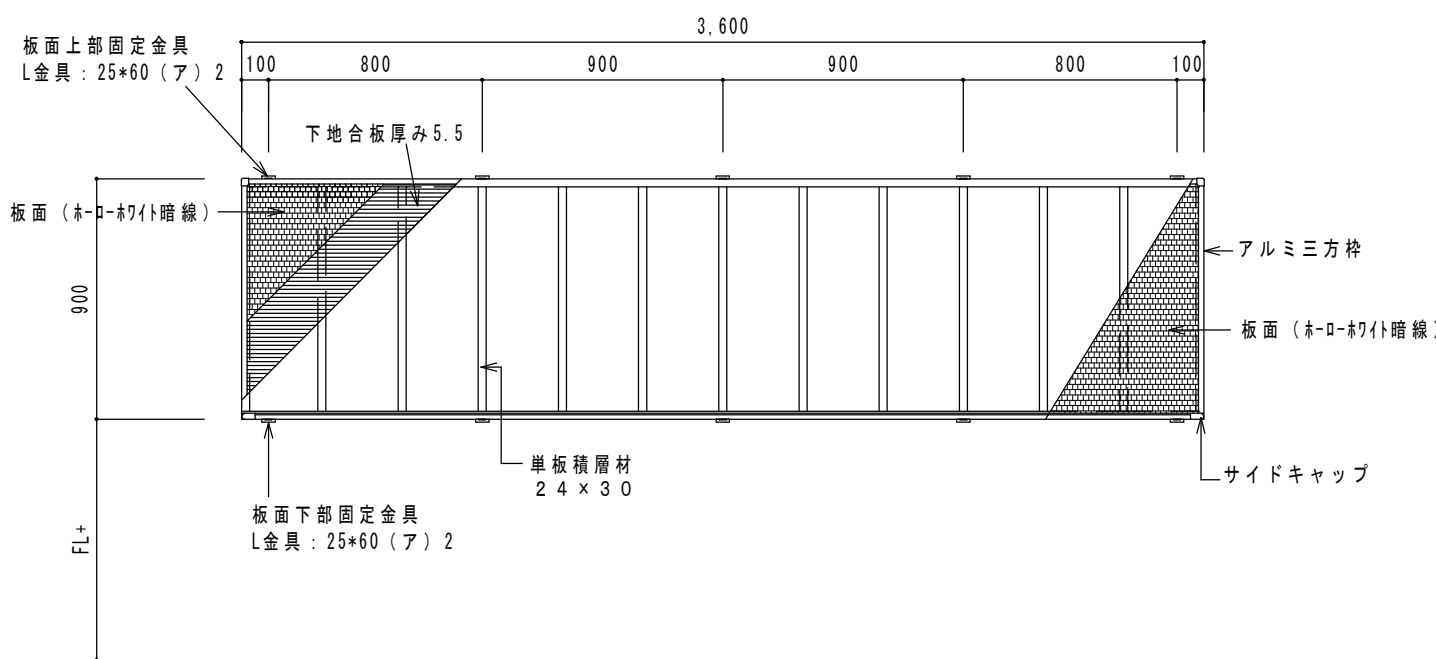 3,600
板面上部固定金具
L金具：25*60（ア）2
100
800
900
900
800
100
下地合板厚み5.5
板面（ﾎｰﾛｰﾎﾜｲﾄ暗線）
アルミ三方枠
900
板面（ﾎｰﾛｰﾎﾜｲﾄ暗線）
単板積層材
２４×３０
サイドキャップ
板面下部固定金具
L金具：25*60（ア）2
FL+